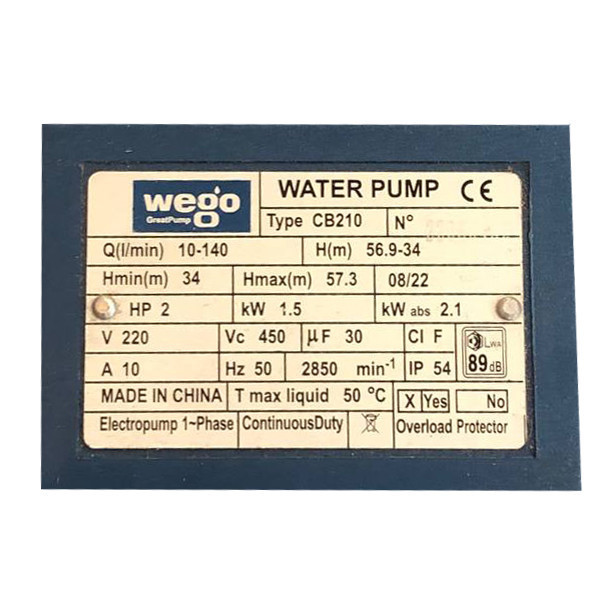 wego
GreatPump
WATER PUMP CE
Type CB210 N°
Q(l/min) 10-140 H(m) 56.9-34
Hmin(m) 34 Hmax(m) 57.3 08/22
HP 2 kW 1.5 kW abs 2.1
V 220 Vc 450 µF 30 Cl F
LWA
A 10 Hz 50 2850 min-1 IP 54 89 dB
MADE IN CHINA T max liquid 50 °C X Yes No
Electropump 1~Phase ContinuousDuty Overload Protector